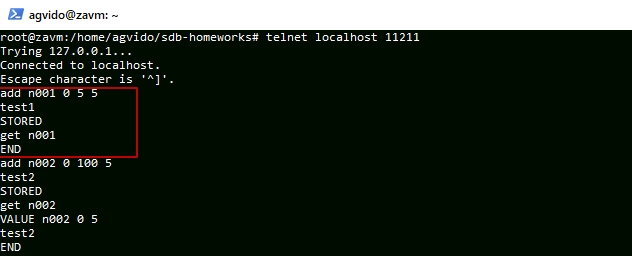 agvido@zavm: ~
root@zavm:/home/agvido/sdb-homeworks# telnet localhost 11211
Trying 127.0.0.1...
Connected to localhost.
Escape character is '^]'.
add n001 0 5 5
test1
STORED
get n001
END
add n002 0 100 5
test2
STORED
get n002
VALUE n002 0 5
test2
END